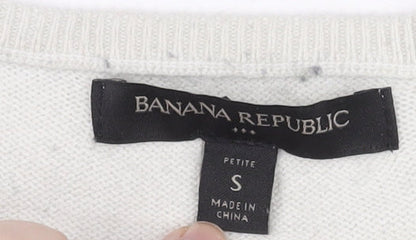 BANANA REPUBLIC
PETITE
S
MADE IN
CHINA